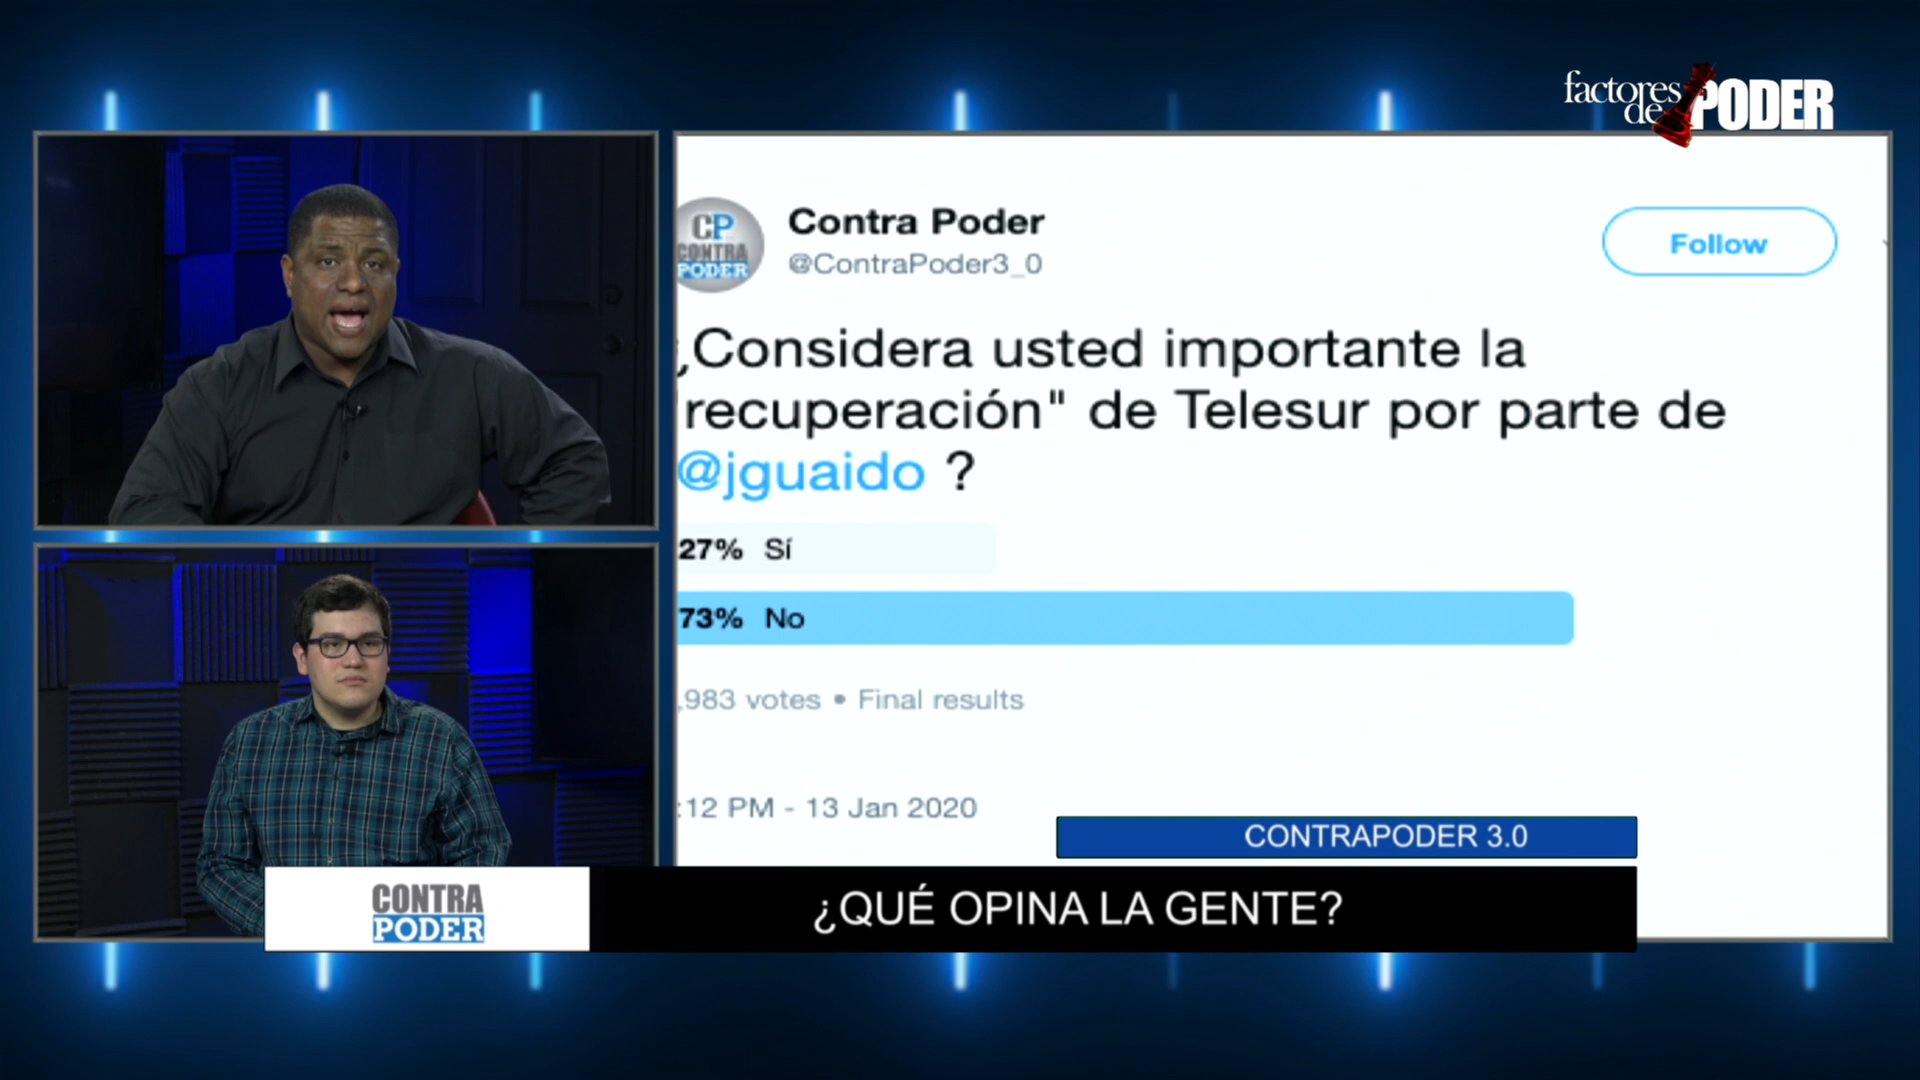 factores
de PODER
CP
CONTRA
PODER
Contra Poder
@ContraPoder3_0
Follow
¿Considera usted importante la
recuperación" de Telesur por parte de
@jguaido ?
27% Sí
73% No
,983 votes • Final results
:12 PM - 13 Jan 2020
CONTRAPODER 3.0
CONTRA
PODER
¿QUÉ OPINA LA GENTE?